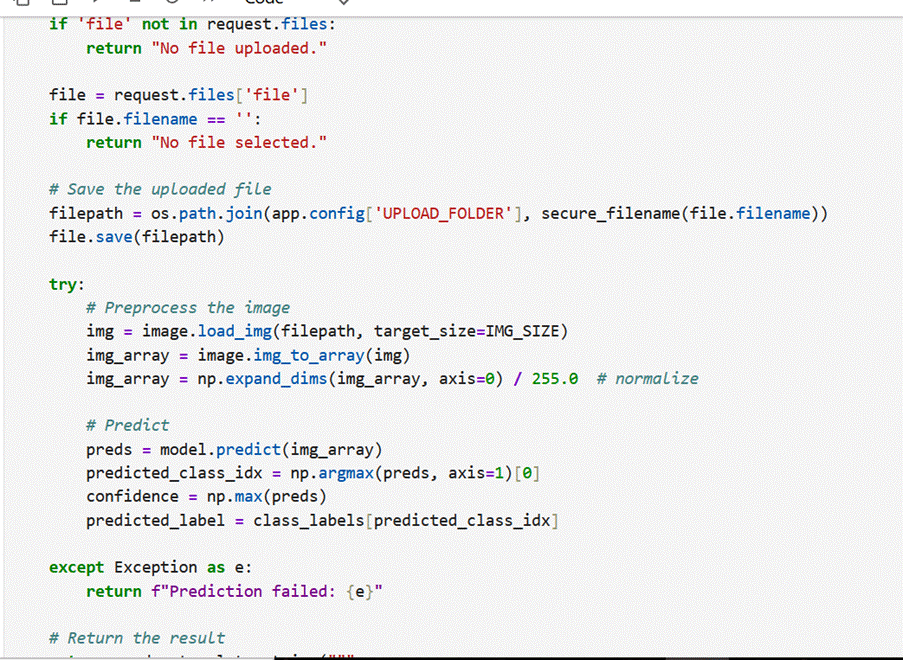 Code
if 'file' not in request.files:
    return "No file uploaded."
file = request.files['file']
if file.filename == '':
    return "No file selected."
# Save the uploaded file
filepath = os.path.join(app.config['UPLOAD_FOLDER'], secure_filename(file.filename))
file.save(filepath)
try:
    # Preprocess the image
    img = image.load_img(filepath, target_size=IMG_SIZE)
    img_array = image.img_to_array(img)
    img_array = np.expand_dims(img_array, axis=0) / 255.0  # normalize
    # Predict
    preds = model.predict(img_array)
    predicted_class_idx = np.argmax(preds, axis=1)[0]
    confidence = np.max(preds)
    predicted_label = class_labels[predicted_class_idx]
except Exception as e:
    return f"Prediction failed: {e}"
# Return the result